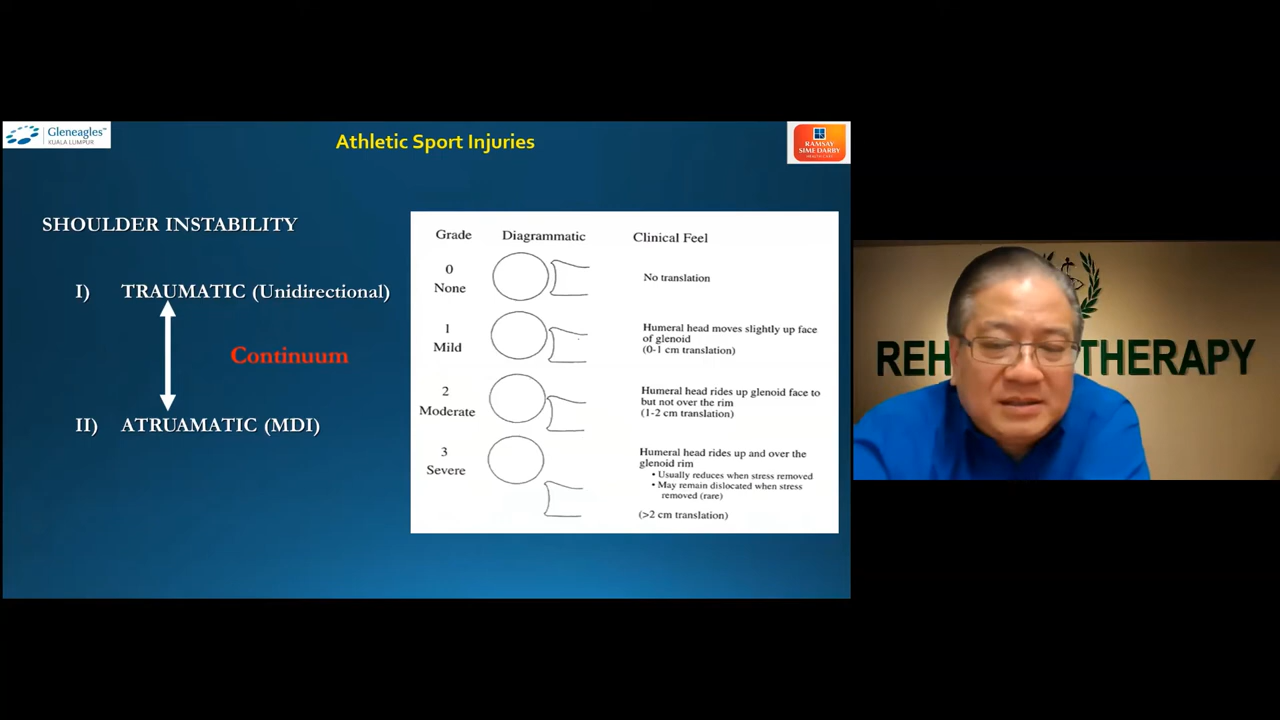 Gleneagles
KUALA LUMPUR
Athletic Sport Injuries
RAMSAY
SIME DARBY
HEALTH CARE
SHOULDER INSTABILITY
I) TRAUMATIC (Unidirectional)
Continuum
II) ATRUAMATIC (MDI)
Grade Diagrammatic Clinical Feel
0
None
No translation
1
Mild
Humeral head moves slightly up face
of glenoid
(0-1 cm translation)
2
Moderate
Humeral head rides up glenoid face to
but not over the rim
(1-2 cm translation)
3
Severe
Humeral head rides up and over the
glenoid rim
• Usually reduces when stress removed
• May remain dislocated when stress
removed (rare)
(>2 cm translation)
REH THERAPY